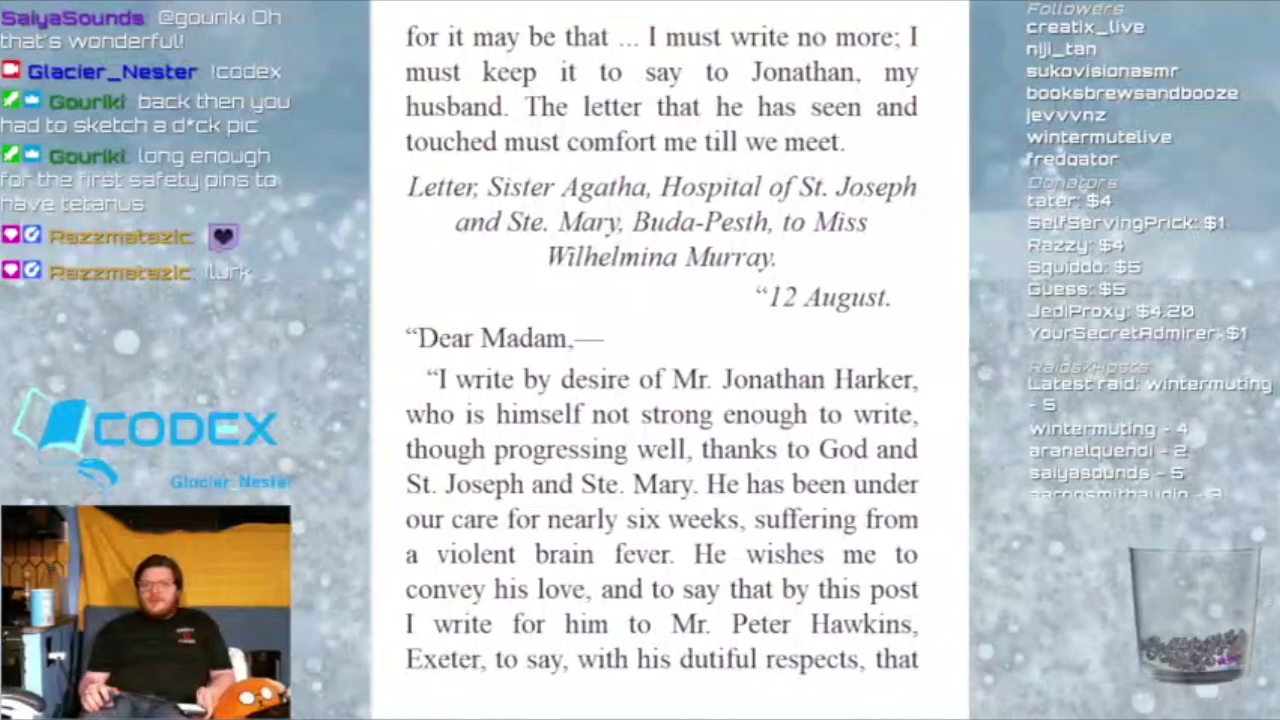 SaiyaSounds @gouriki Oh
that's wonderful!
Glacier_Nester !codex
Gouriki back then you
had to sketch a d*ck pic
Gouriki long enough
for the first safety pins to
have tetanus
Razzmatazic
Razzmatazic !lurk
CODEX
Glacier_Nester
for it may be that ... I must write no more; I
must keep it to say to Jonathan, my
husband. The letter that he has seen and
touched must comfort me till we meet.
Letter, Sister Agatha, Hospital of St. Joseph
and Ste. Mary, Buda-Pesth, to Miss
Wilhelmina Murray.
“12 August.
“Dear Madam,—
“I write by desire of Mr. Jonathan Harker,
who is himself not strong enough to write,
though progressing well, thanks to God and
St. Joseph and Ste. Mary. He has been under
our care for nearly six weeks, suffering from
a violent brain fever. He wishes me to
convey his love, and to say that by this post
I write for him to Mr. Peter Hawkins,
Exeter, to say, with his dutiful respects, that
Followers
creatix_live
niji_tan
sukovisionasmr
booksbrewsandbooze
jevvvnz
wintermutelive
fredoator
Donators
tater: $4
SelfServingPrick: $1
Razzy: $4
Squiddo: $5
Guess: $5
JediProxy: $4.20
YourSecretAdmirer: $1
Raids/Hosts
Latest raid: wintermuting
- 5
wintermuting - 4
aranelquendi - 2
saiyasounds - 5